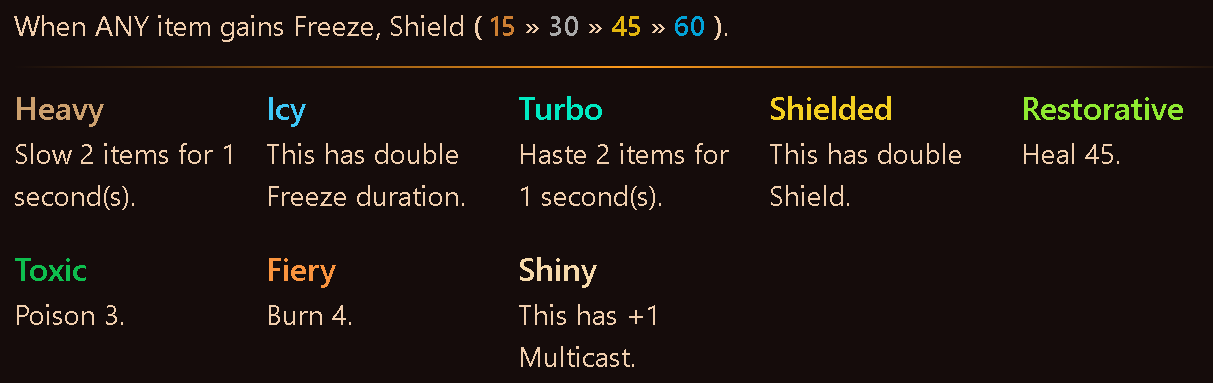 When ANY item gains Freeze, Shield ( 15 » 30 » 45 » 60 ).
Heavy
Slow 2 items for 1
second(s).
Icy
This has double
Freeze duration.
Turbo
Haste 2 items for
1 second(s).
Shielded
This has double
Shield.
Restorative
Heal 45.
Toxic
Poison 3.
Fiery
Burn 4.
Shiny
This has +1
Multicast.